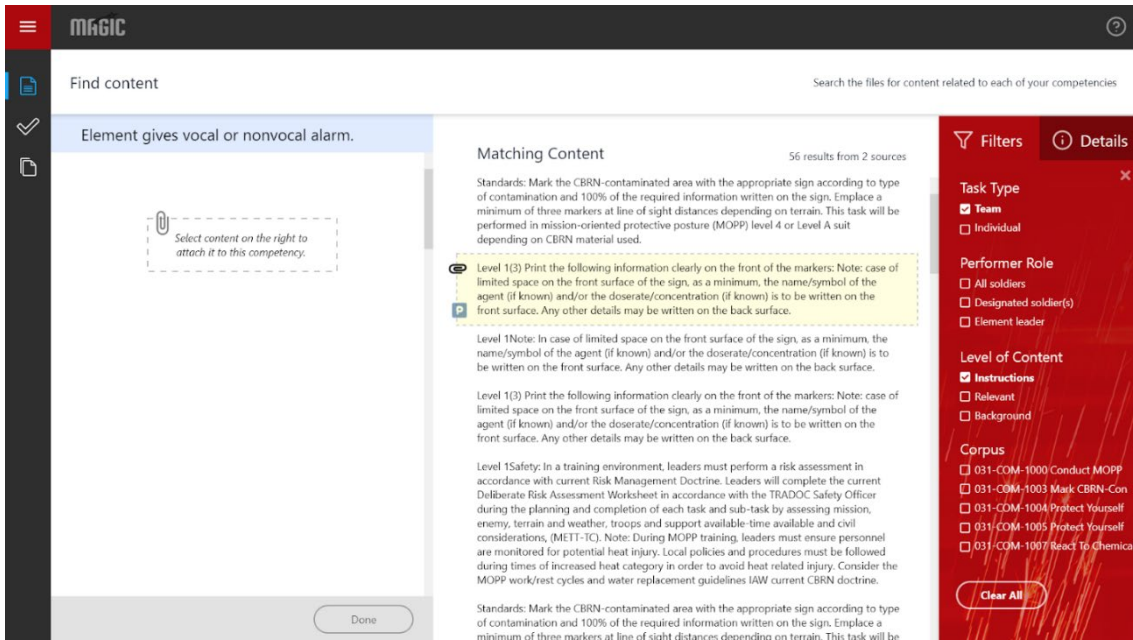 MAGIC
Find content
Search the files for content related to each of your competencies
Element gives vocal or nonvocal alarm.
Select content on the right to
attach it to this competency.
Done
Matching Content
56 results from 2 sources
Standards: Mark the CBRN-contaminated area with the appropriate sign according to type
of contamination and 100% of the required information written on the sign. Emplace a
minimum of three markers at line of sight distances depending on terrain. This task will be
performed in mission-oriented protective posture (MOPP) level 4 or Level A suit
depending on CBRN material used.
Level 1(3) Print the following information clearly on the front of the markers: Note: case of
limited space on the front surface of the sign, as a minimum, the name/symbol of the
agent (if known) and/or the doserate/concentration (if known) is to be written on the
front surface. Any other details may be written on the back surface.
P
Level 1Note: In case of limited space on the front surface of the sign, as a minimum, the
name/symbol of the agent (if known) and/or the doserate/concentration (if known) is to
be written on the front surface. Any other details may be written on the back surface.
Level 1(3) Print the following information clearly on the front of the markers: Note: case of
limited space on the front surface of the sign, as a minimum, the name/symbol of the
agent (if known) and/or the doserate/concentration (if known) is to be written on the
front surface. Any other details may be written on the back surface.
Level 1Safety: In a training environment, leaders must perform a risk assessment in
accordance with current Risk Management Doctrine. Leaders will complete the current
Deliberate Risk Assessment Worksheet in accordance with the TRADOC Safety Officer
during the planning and completion of each task and sub-task by assessing mission,
enemy, terrain and weather, troops and support available-time available and civil
considerations, (METT-TC). Note: During MOPP training, leaders must ensure personnel
are monitored for potential heat injury. Local policies and procedures must be followed
during times of increased heat category in order to avoid heat related injury. Consider the
MOPP work/rest cycles and water replacement guidelines IAW current CBRN doctrine.
Standards: Mark the CBRN-contaminated area with the appropriate sign according to type
of contamination and 100% of the required information written on the sign. Emplace a
minimum of three markers at line of sight distances depending on terrain. This task will be
Filters
Details
Task Type
Team
Individual
Performer Role
All soldiers
Designated soldier(s)
Element leader
Level of Content
Instructions
Relevant
Background
Corpus
031-COM-1000 Conduct MOPP
031-COM-1003 Mark CBRN-Con
031-COM-1004 Protect Yourself
031-COM-1005 Protect Yourself
031-COM-1007 React To Chemica
Clear All